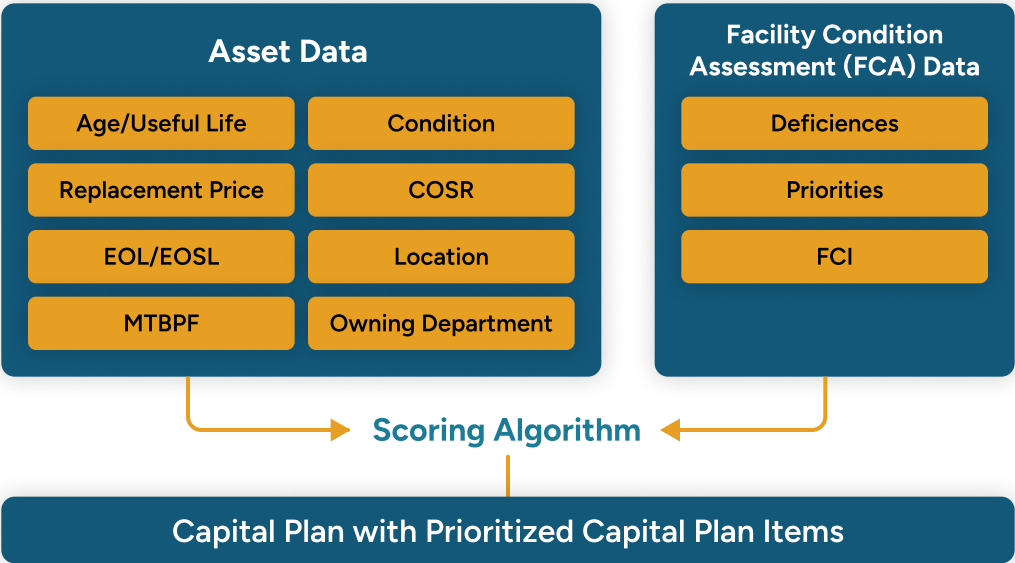 Asset Data
Age/Useful Life
Condition
Replacement Price
COSR
EOL/EOSL
Location
MTBPF
Owning Department
Facility Condition
Assessment (FCA) Data
Deficiences
Priorities
FCI
Scoring Algorithm
Capital Plan with Prioritized Capital Plan Items